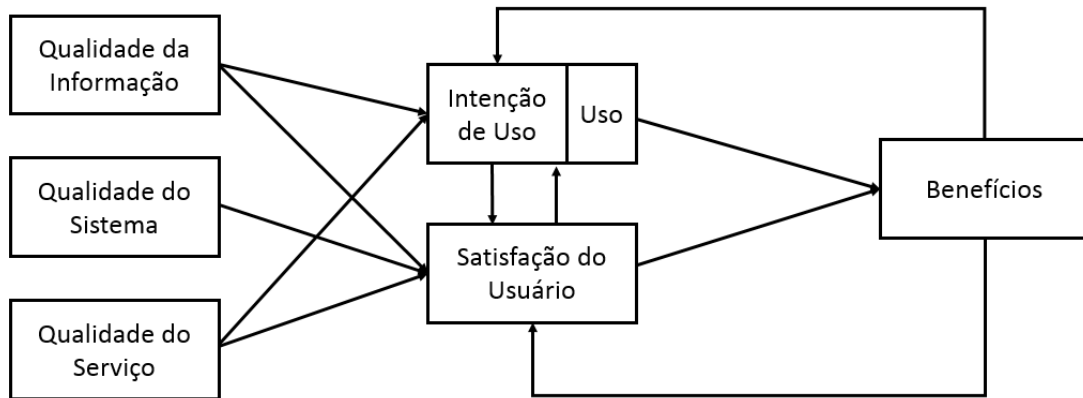 Qualidade da
Informação
Qualidade do
Sistema
Qualidade do
Serviço
Intenção
de Uso
Uso
Satisfação do
Usuário
Benefícios